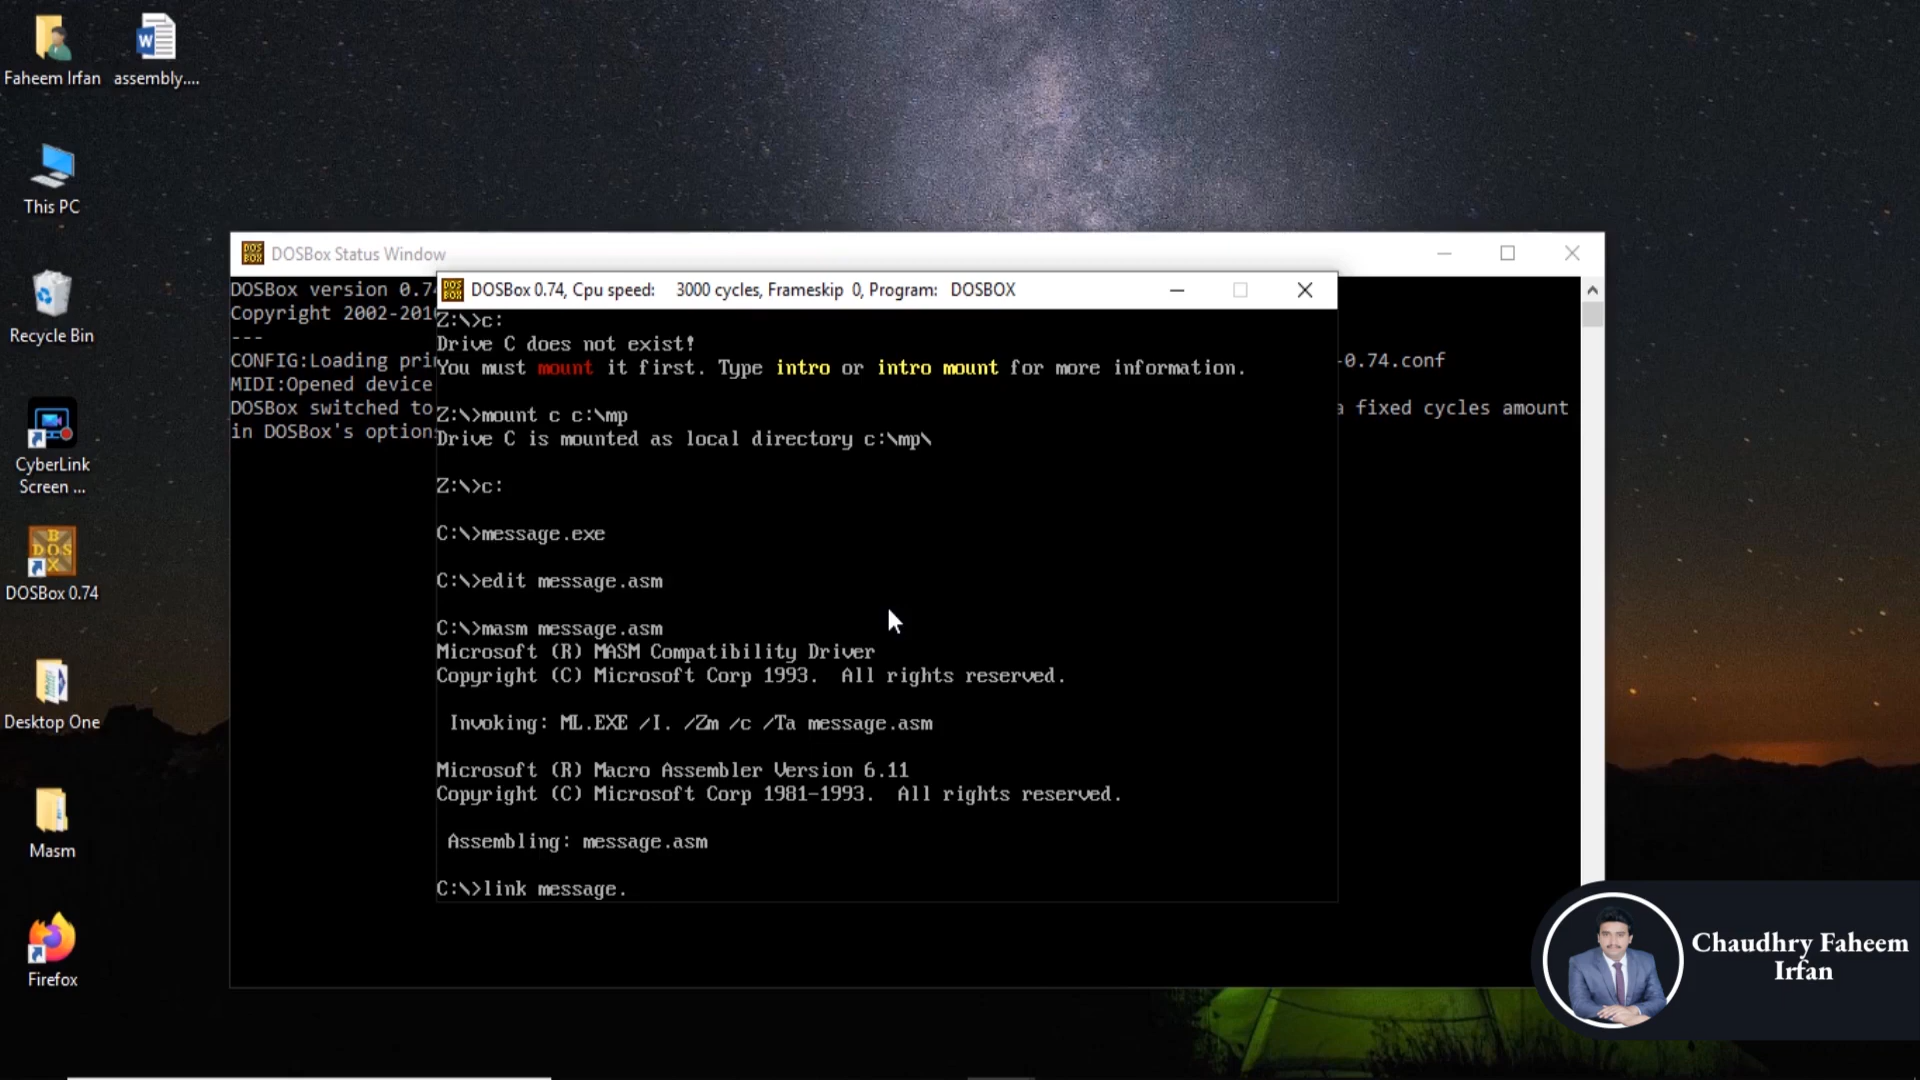 Faheem Irfan
assembly....
This PC
Recycle Bin
CyberLink
Screen ...
DOSBox 0.74
Desktop One
Masm
Firefox
DOSBox Status Window
DOSBox version 0.7
Copyright 2002-201
---
CONFIG:Loading pri
-0.74.conf
MIDI:Opened device
DOSBox switched to
a fixed cycles amount
in DOSBox's option
DOSBox 0.74, Cpu speed: 3000 cycles, Frameskip 0, Program: DOSBOX
Z:\>c:
Drive C does not exist!
You must mount it first. Type intro or intro mount for more information.
Z:\>mount c c:\mp
Drive C is mounted as local directory c:\mp\
Z:\>c:
C:\>message.exe
C:\>edit message.asm
C:\>masm message.asm
Microsoft (R) MASM Compatibility Driver
Copyright (C) Microsoft Corp 1993. All rights reserved.
Invoking: ML.EXE /I. /Zm /c /Ta message.asm
Microsoft (R) Macro Assembler Version 6.11
Copyright (C) Microsoft Corp 1981-1993. All rights reserved.
Assembling: message.asm
C:\>link message.
Chaudhry Faheem
Irfan